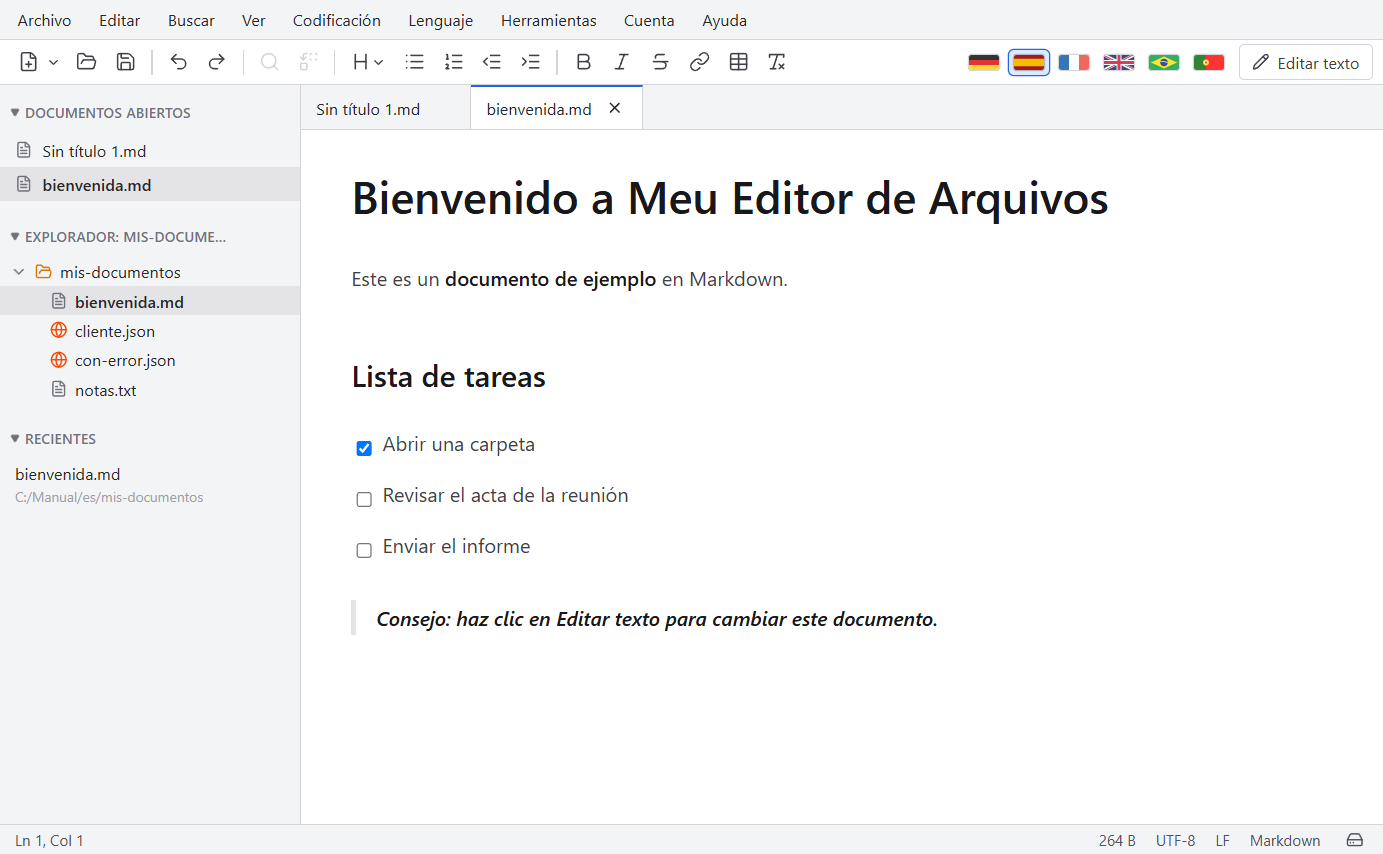 Archivo Editar Buscar Ver Codificación Lenguaje Herramientas Cuenta Ayuda
H Editar texto
DOCUMENTOS ABIERTOS
Sin título 1.md
bienvenida.md
EXPLORADOR: MIS-DOCUME...
mis-documentos
bienvenida.md
cliente.json
con-error.json
notas.txt
RECIENTES
bienvenida.md
C:/Manual/es/mis-documentos
Sin título 1.md bienvenida.md
Bienvenido a Meu Editor de Arquivos
Este es un documento de ejemplo en Markdown.
Lista de tareas
Abrir una carpeta
Revisar el acta de la reunión
Enviar el informe
Consejo: haz clic en Editar texto para cambiar este documento.
Ln 1, Col 1 264 B UTF-8 LF Markdown